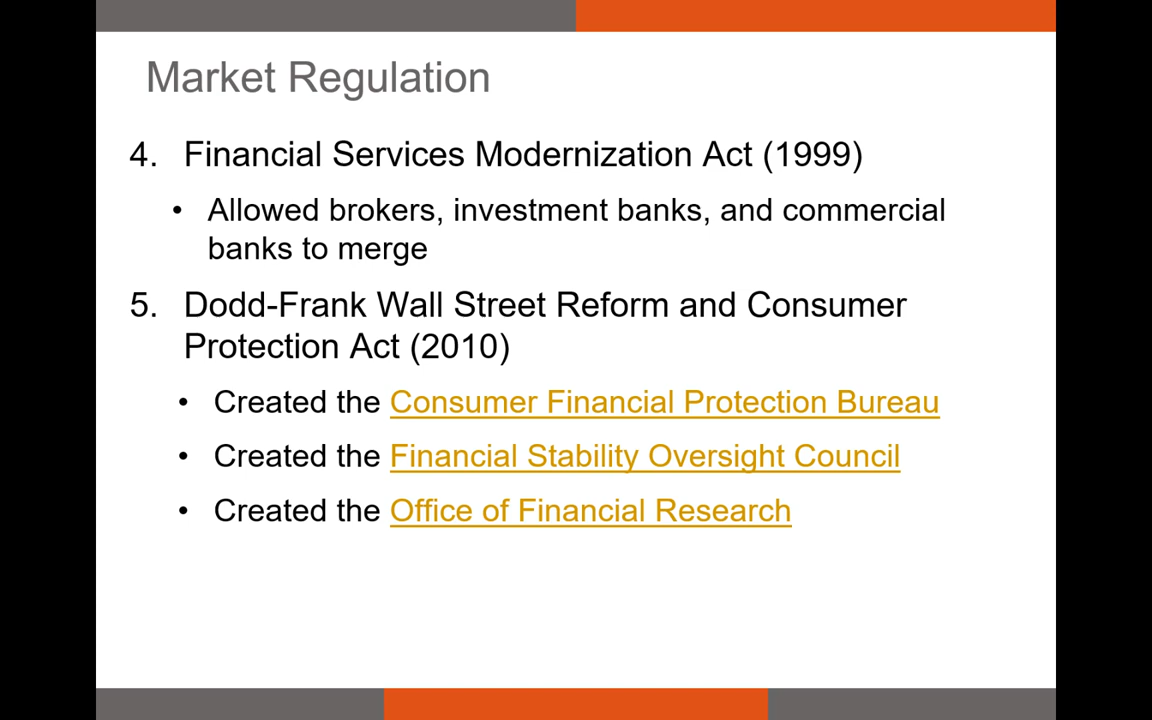 Market Regulation
4. Financial Services Modernization Act (1999)
• Allowed brokers, investment banks, and commercial
banks to merge
5. Dodd-Frank Wall Street Reform and Consumer
Protection Act (2010)
• Created the Consumer Financial Protection Bureau
• Created the Financial Stability Oversight Council
• Created the Office of Financial Research